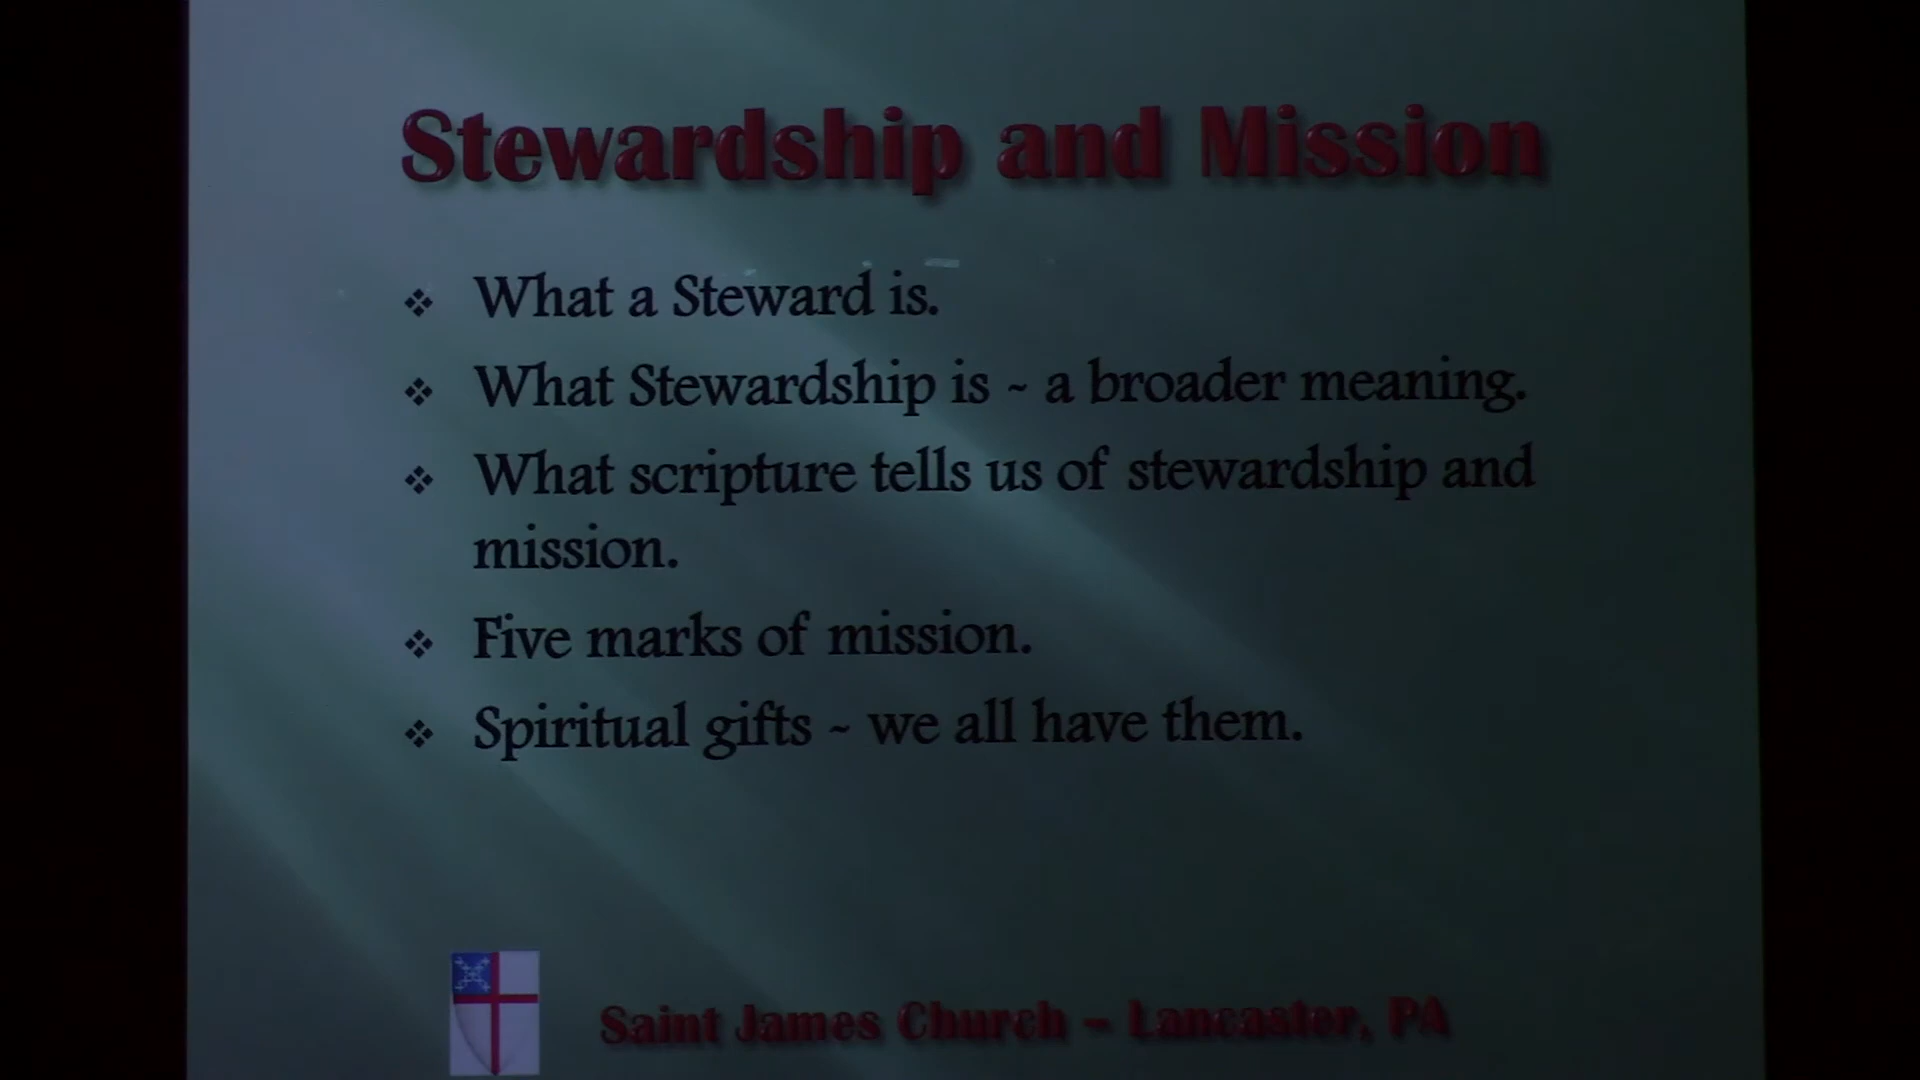 Stewardship and Mission
❖ What a Steward is.
❖ What Stewardship is ~ a broader meaning.
❖ What scripture tells us of stewardship and
mission.
❖ Five marks of mission.
❖ Spiritual gifts ~ we all have them.
Saint James Church – Lancaster, PA